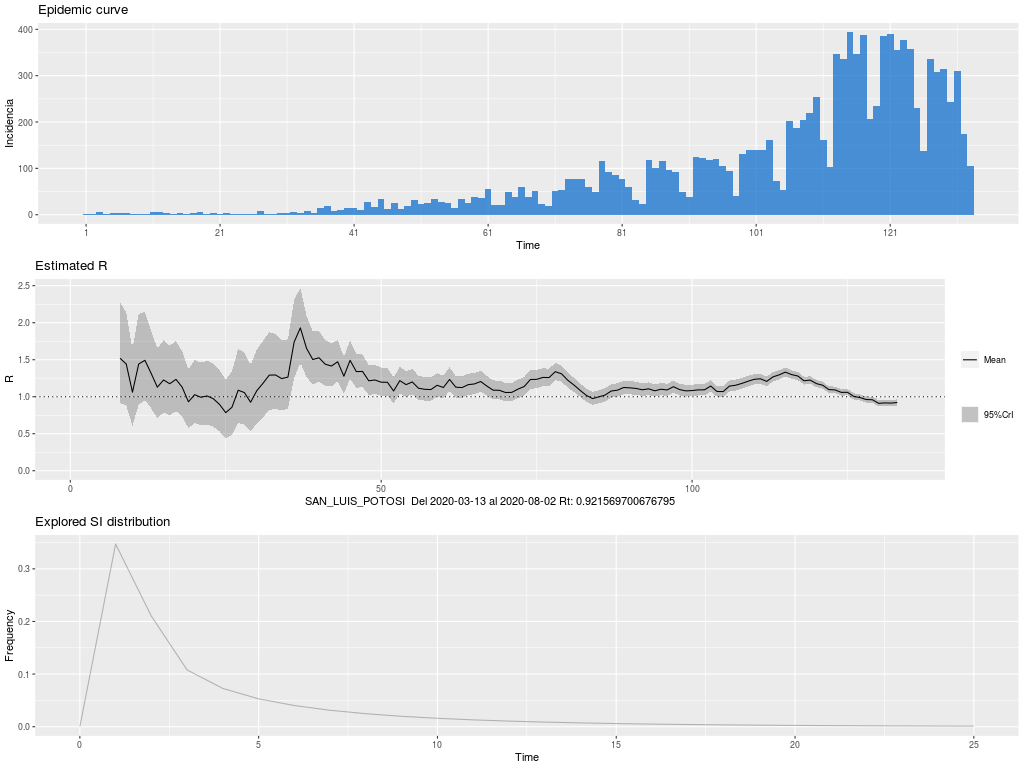 Epidemic curve
400
300
200
100
0
Incidencia
1 21 41 61 81 101 121
Time
Estimated R
2.5
2.0
1.5
1.0
0.5
0.0
R
0 50 100
SAN_LUIS_POTOSI Del 2020-03-13 al 2020-08-02 Rt: 0.921569700676795
Mean
95%CrI
Explored SI distribution
0.3
0.2
0.1
0.0
Frequency
0 5 10 15 20 25
Time